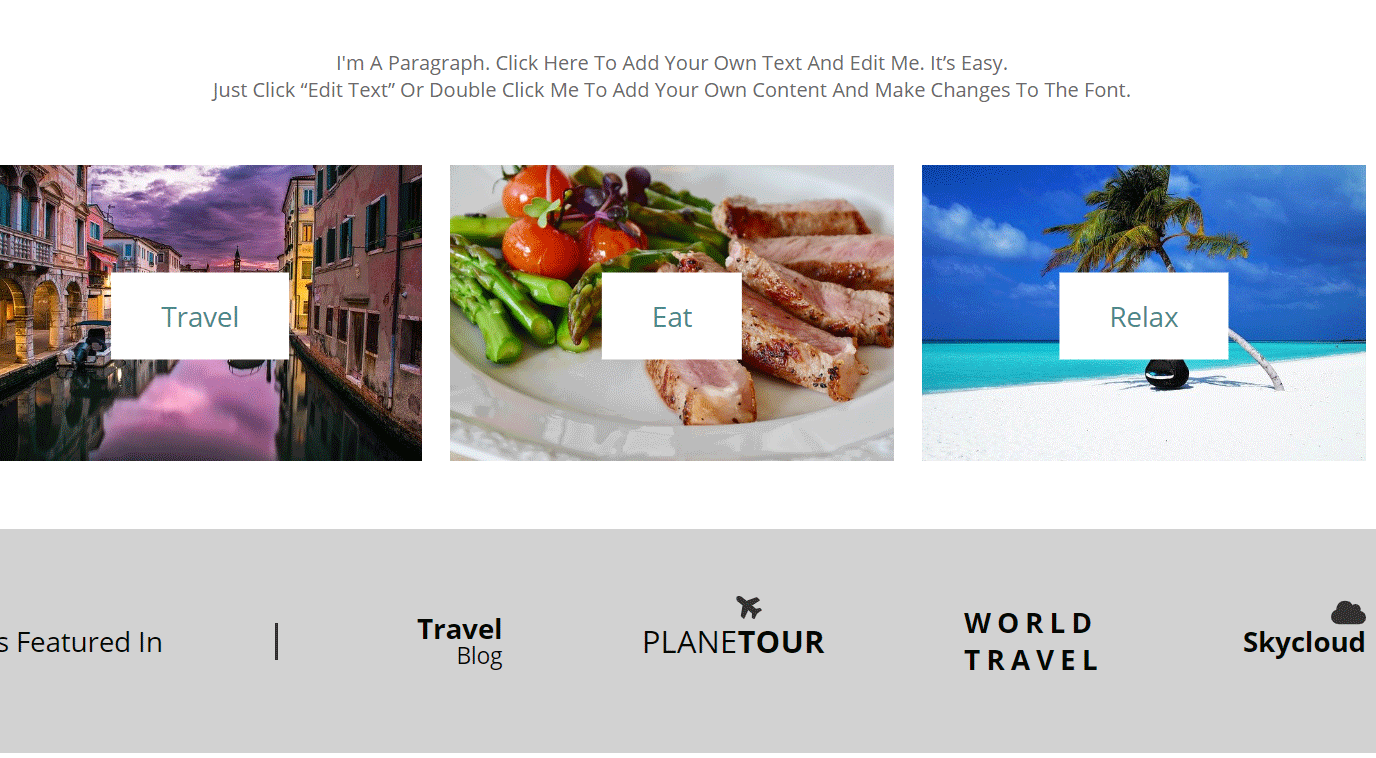 I'm A Paragraph. Click Here To Add Your Own Text And Edit Me. It’s Easy.
Just Click “Edit Text” Or Double Click Me To Add Your Own Content And Make Changes To The Font.
Travel
Eat
Relax
s Featured In
Travel
Blog
PLANETOUR
WORLD
TRAVEL
Skycloud